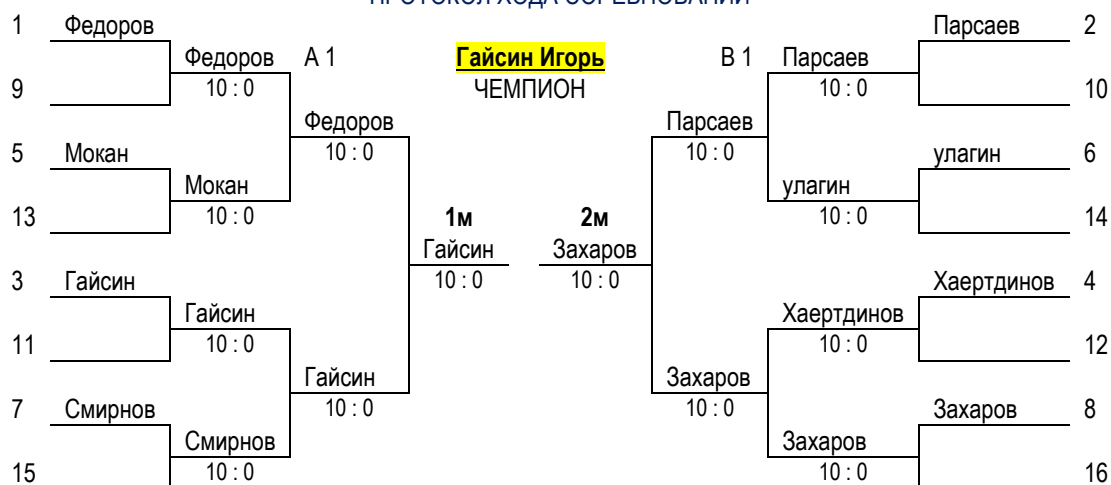 ПРОТОКОЛ ХОДА СОРЕВНОВАНИЙ
1 Федоров Парсаев 2
Федоров А 1 Гайсин Игорь В 1 Парсаев
9 10 : 0 ЧЕМПИОН 10 : 0 10
Федоров Парсаев
5 Мокан 10 : 0 10 : 0 улагин 6
Мокан улагин
13 10 : 0 1м 2м 10 : 0 14
Гайсин Захаров
3 Гайсин 10 : 0 10 : 0 Хаертдинов 4
Гайсин Хаертдинов
11 10 : 0 10 : 0 12
Гайсин Захаров
7 Смирнов 10 : 0 10 : 0 Захаров 8
Смирнов Захаров
15 10 : 0 10 : 0 16